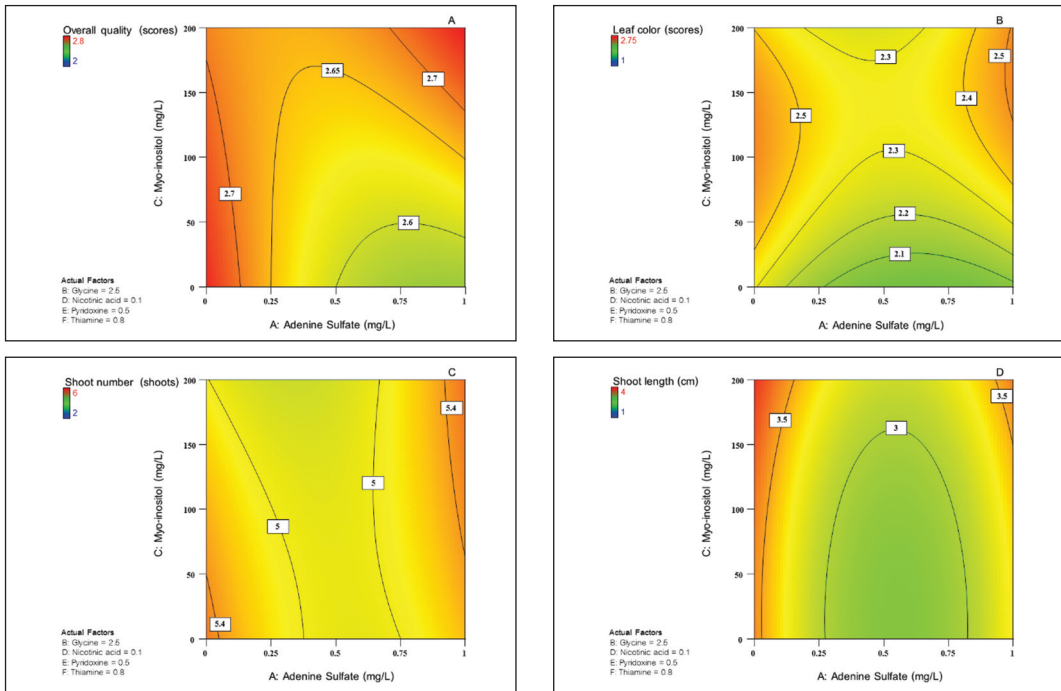 A
Overall quality (scores)
2.8
2
200
150
100
50
0
C: Myo-inositol (mg/L)
2.65
2.7
2.7
2.6
0 0.25 0.5 0.75 1
A: Adenine Sulfate (mg/L)
Actual Factors
B: Glycine = 2.5
D: Nicotinic acid = 0.1
E: Pyridoxine = 0.5
F: Thiamine = 0.8
B
Leaf color (scores)
2.75
1
200
150
100
50
0
C: Myo-inositol (mg/L)
2.3
2.5
2.4
2.5
2.3
2.2
2.1
0 0.25 0.5 0.75 1
A: Adenine Sulfate (mg/L)
Actual Factors
B: Glycine = 2.5
D: Nicotinic acid = 0.1
E: Pyridoxine = 0.5
F: Thiamine = 0.8
C
Shoot number (shoots)
6
2
200
150
100
50
0
C: Myo-inositol (mg/L)
5.4
5
5
5.4
0 0.25 0.5 0.75 1
A: Adenine Sulfate (mg/L)
Actual Factors
B: Glycine = 2.5
D: Nicotinic acid = 0.1
E: Pyridoxine = 0.5
F: Thiamine = 0.8
D
Shoot length (cm)
4
1
200
150
100
50
0
C: Myo-inositol (mg/L)
3.5
3.5
3
0 0.25 0.5 0.75 1
A: Adenine Sulfate (mg/L)
Actual Factors
B: Glycine = 2.5
D: Nicotinic acid = 0.1
E: Pyridoxine = 0.5
F: Thiamine = 0.8